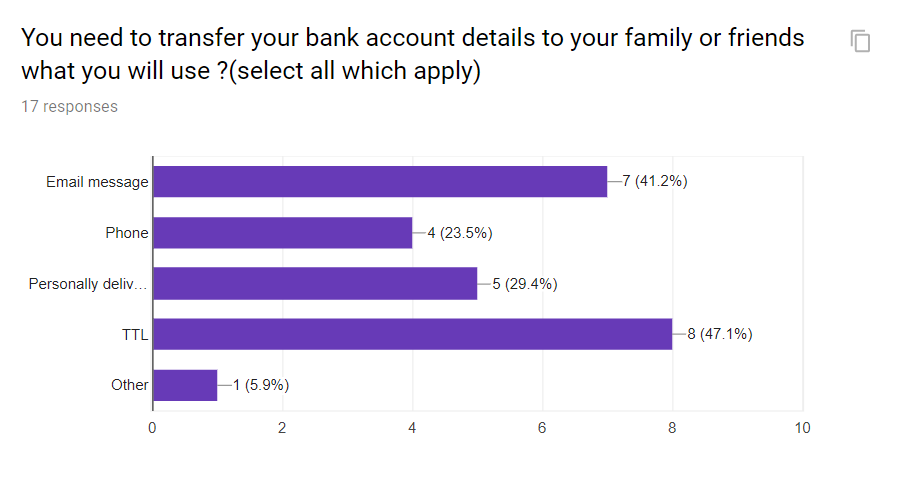 You need to transfer your bank account details to your family or friends
what you will use ?(select all which apply)
17 responses
Email message
7 (41.2%)
Phone
4 (23.5%)
Personally deliv...
5 (29.4%)
TTL
8 (47.1%)
Other
1 (5.9%)
0 2 4 6 8 10